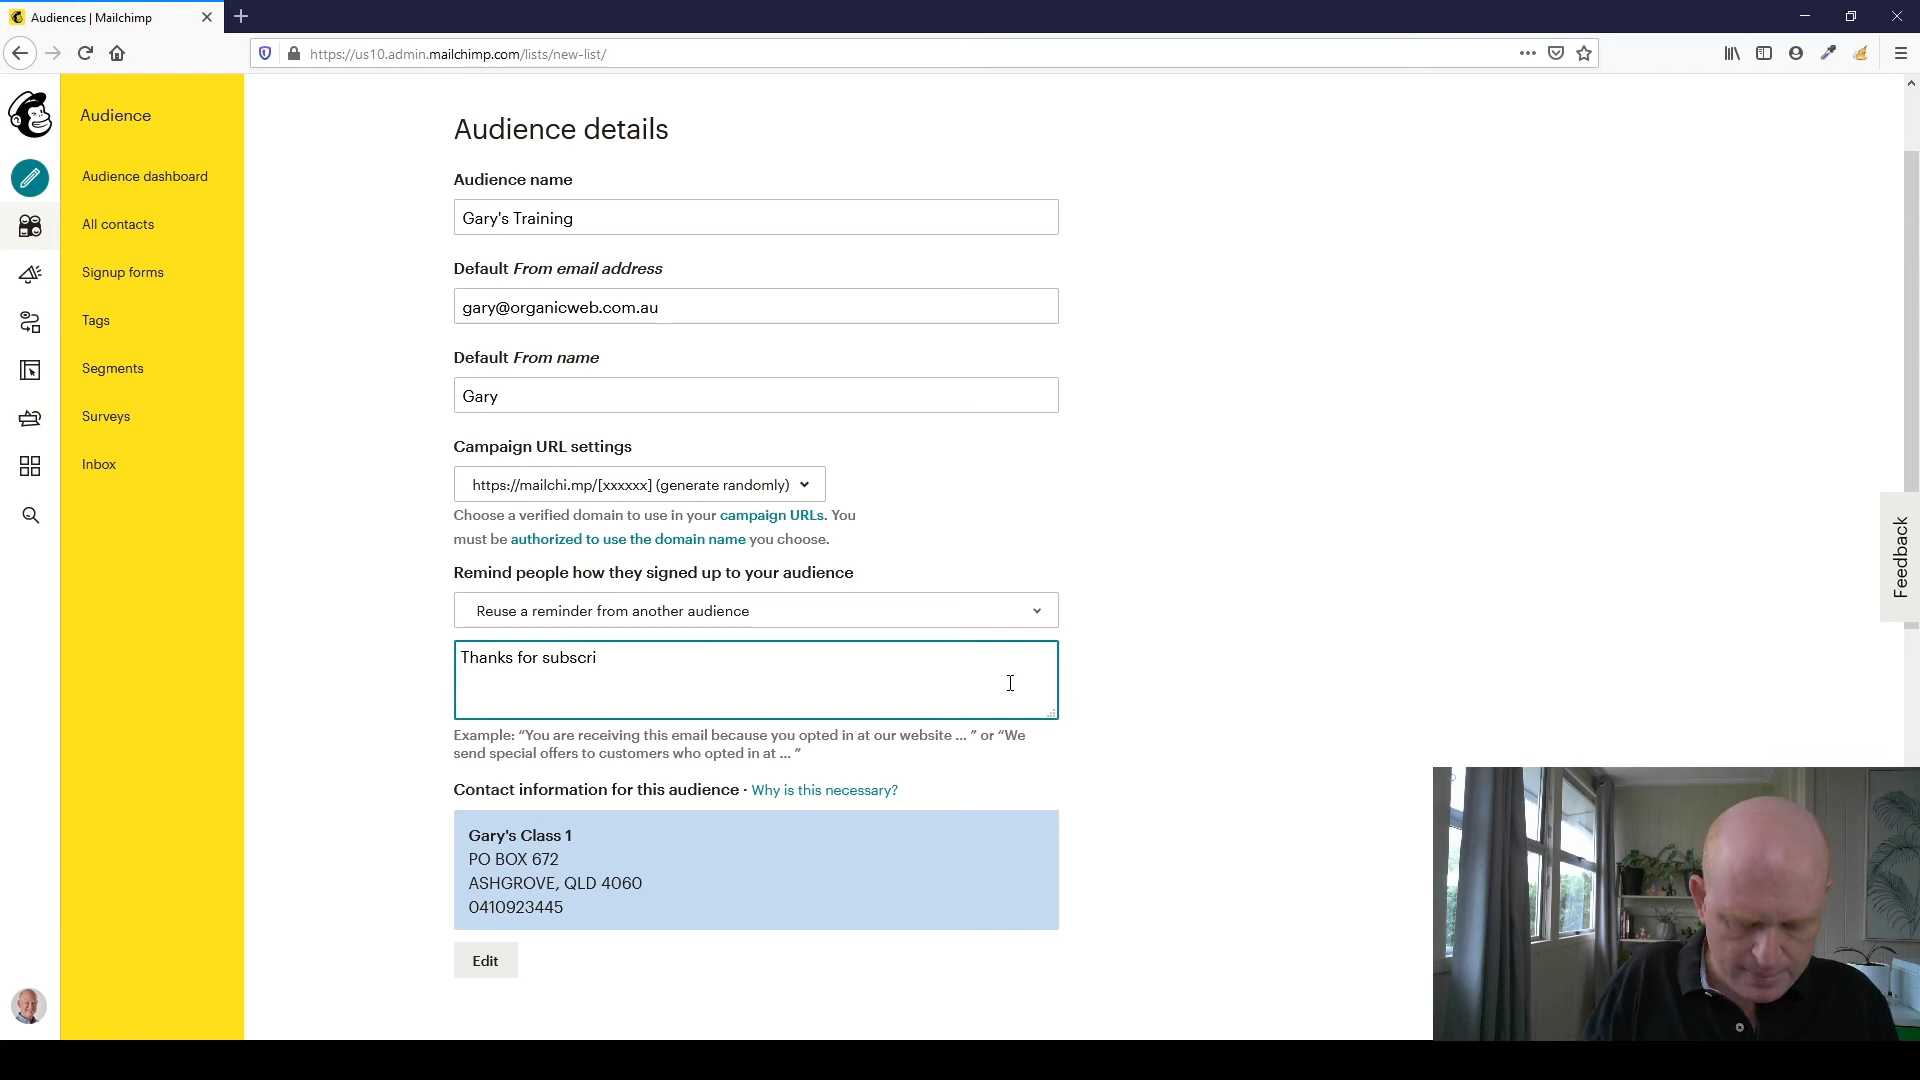 Audiences | Mailchimp
https://us10.admin.mailchimp.com/lists/new-list/
Audience
Audience dashboard
All contacts
Signup forms
Tags
Segments
Surveys
Inbox
Audience details
Audience name
Gary's Training
Default From email address
gary@organicweb.com.au
Default From name
Gary
Campaign URL settings
https://mailchi.mp/[xxxxxx] (generate randomly)
Choose a verified domain to use in your campaign URLs. You
must be authorized to use the domain name you choose.
Remind people how they signed up to your audience
Reuse a reminder from another audience
Thanks for subscri
Example: “You are receiving this email because you opted in at our website ... ” or “We
send special offers to customers who opted in at ... ”
Contact information for this audience · Why is this necessary?
Gary's Class 1
PO BOX 672
ASHGROVE, QLD 4060
0410923445
Edit
Feedback